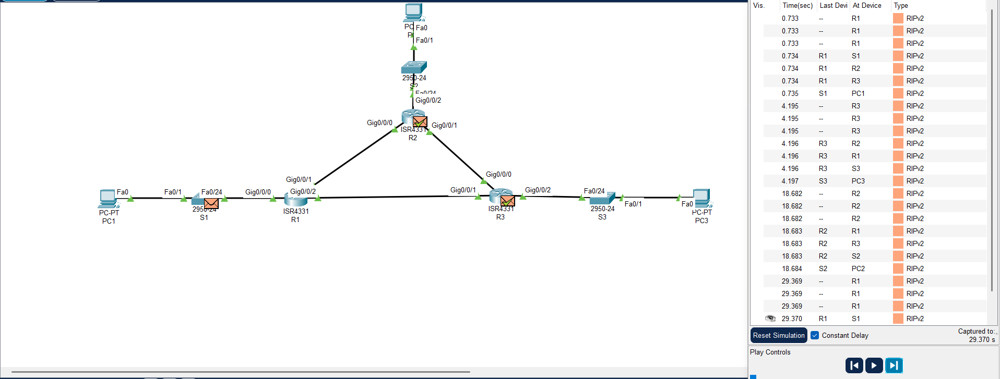 PC
Fa0
P
Fa0/1
2950-24
S2
Fa0/24
Gig0/0/2
Gig0/0/0
Gig0/0/1
ISR4331
R2
Gig0/0/0
Gig0/0/1
Fa0
Fa0/1
Fa0/24
Gig0/0/0
Gig0/0/2
Gig0/0/1
Gig0/0/2
Fa0/24
Fa0/1
Fa0
PC-PT
PC1
2950-24
S1
ISR4331
R1
ISR4331
R3
2950-24
S3
PC-PT
PC3
Vis. Time(sec) Last Devi At Device Type
0.733 -- R1 RIPv2
0.733 -- R1 RIPv2
0.733 -- R1 RIPv2
0.734 R1 S1 RIPv2
0.734 R1 R2 RIPv2
0.734 R1 R3 RIPv2
0.735 S1 PC1 RIPv2
4.195 -- R3 RIPv2
4.195 -- R3 RIPv2
4.195 -- R3 RIPv2
4.196 R3 R2 RIPv2
4.196 R3 R1 RIPv2
4.196 R3 S3 RIPv2
4.197 S3 PC3 RIPv2
18.682 -- R2 RIPv2
18.682 -- R2 RIPv2
18.682 -- R2 RIPv2
18.683 R2 R1 RIPv2
18.683 R2 R3 RIPv2
18.683 R2 S2 RIPv2
18.684 S2 PC2 RIPv2
29.369 -- R1 RIPv2
29.369 -- R1 RIPv2
29.369 -- R1 RIPv2
29.370 R1 S1 RIPv2
Reset Simulation
Constant Delay
Captured to:
29.370 s
Play Controls